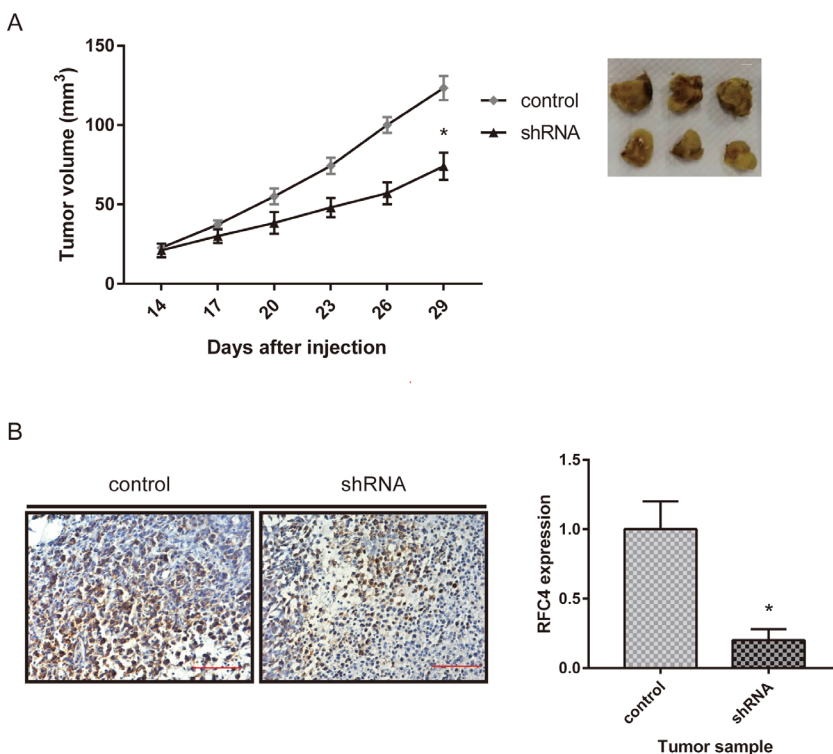 A
Tumor volume (mm³)
150
100
50
0
14 17 20 23 26 29
Days after injection
control
shRNA
*
B
control shRNA
RFC4 expression
1.5
1.0
0.5
0.0
*
control shRNA
Tumor sample